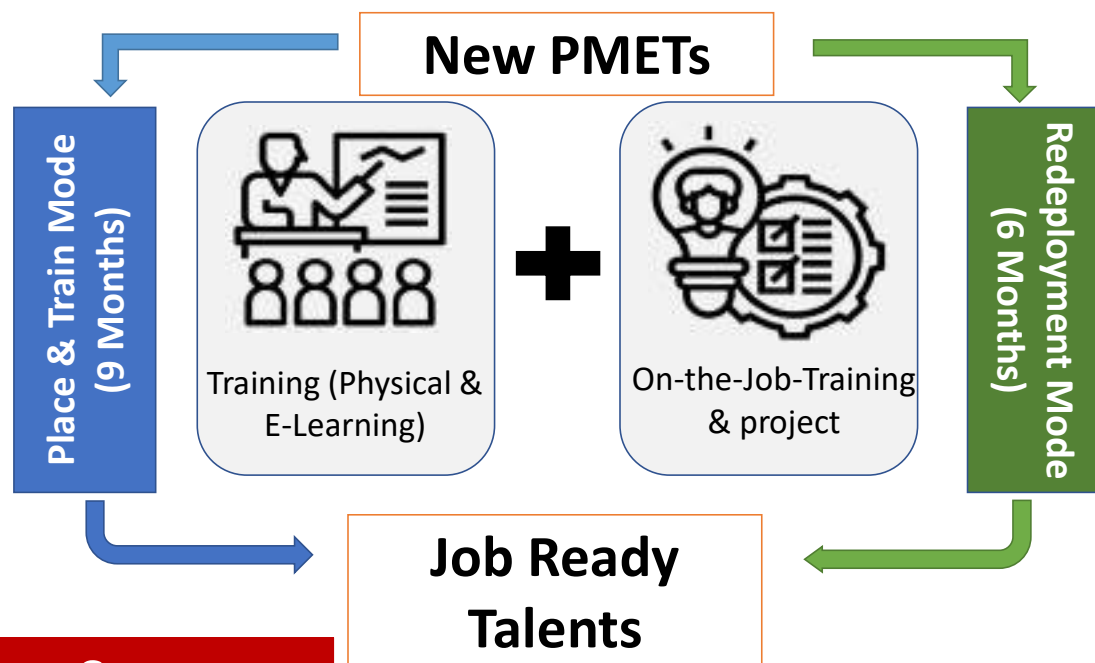 New PMETs
Place & Train Mode
(9 Months)
Training (Physical &
E-Learning)
On-the-Job-Training
& project
Redeployment Mode
(6 Months)
Job Ready
Talents